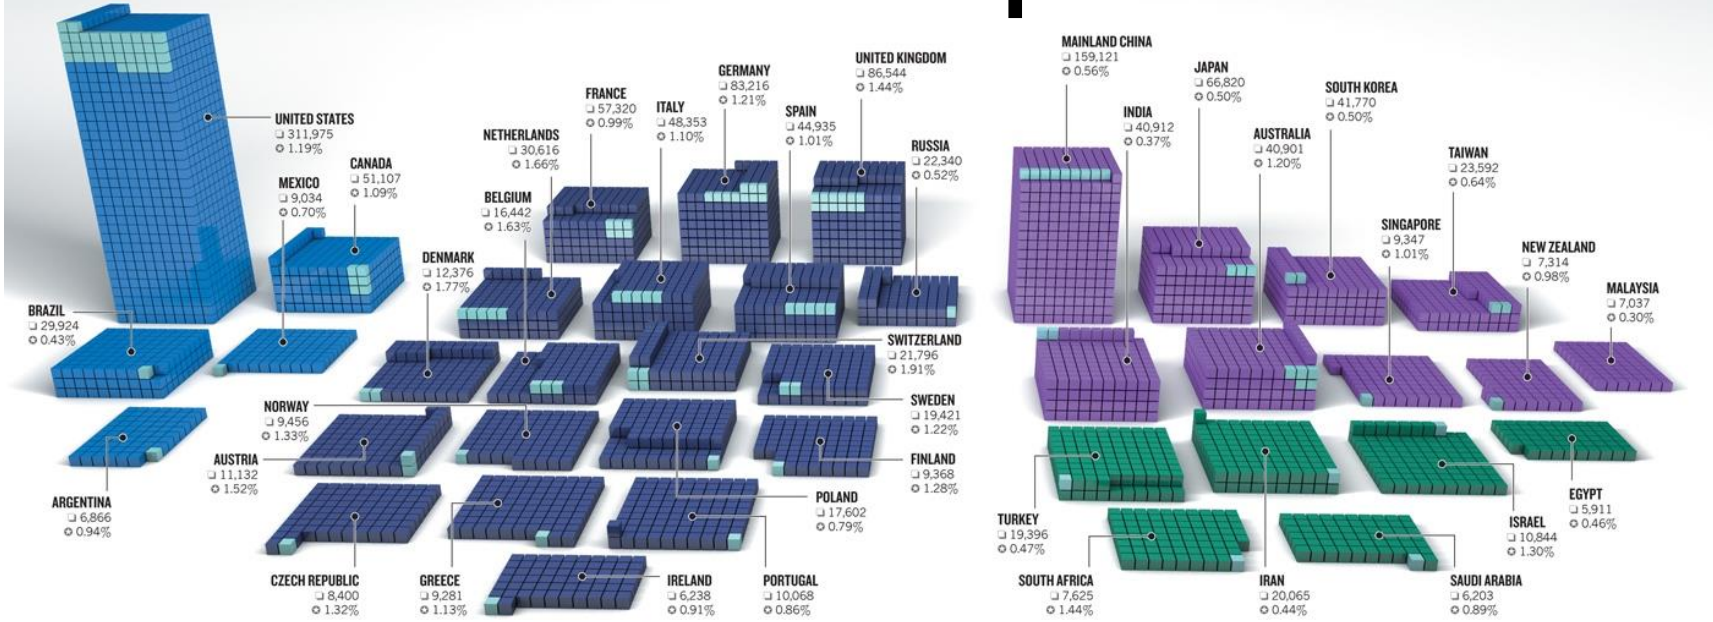 UNITED STATES
311,975
1.19%
CANADA
51,107
1.09%
MEXICO
9,034
0.70%
BRAZIL
29,924
0.43%
ARGENTINA
6,866
0.94%
FRANCE
57,320
0.99%
ITALY
48,353
1.10%
GERMANY
83,216
1.21%
SPAIN
44,935
1.01%
UNITED KINGDOM
86,544
1.44%
RUSSIA
22,340
0.52%
NETHERLANDS
30,616
1.66%
BELGIUM
16,442
1.63%
DENMARK
12,376
1.77%
SWITZERLAND
21,796
1.91%
SWEDEN
19,421
1.22%
NORWAY
9,456
1.33%
AUSTRIA
11,132
1.52%
FINLAND
9,368
1.28%
POLAND
17,602
0.79%
CZECH REPUBLIC
8,400
1.32%
GREECE
9,281
1.13%
IRELAND
6,238
0.91%
PORTUGAL
10,068
0.86%
MAINLAND CHINA
159,121
0.56%
JAPAN
66,820
0.50%
SOUTH KOREA
41,770
0.50%
INDIA
40,912
0.37%
AUSTRALIA
40,901
1.20%
TAIWAN
23,592
0.64%
SINGAPORE
9,347
1.01%
NEW ZEALAND
7,314
0.98%
MALAYSIA
7,037
0.30%
TURKEY
19,396
0.47%
SOUTH AFRICA
7,625
1.44%
IRAN
20,065
0.44%
SAUDI ARABIA
6,203
0.89%
ISRAEL
10,844
1.30%
EGYPT
5,911
0.46%